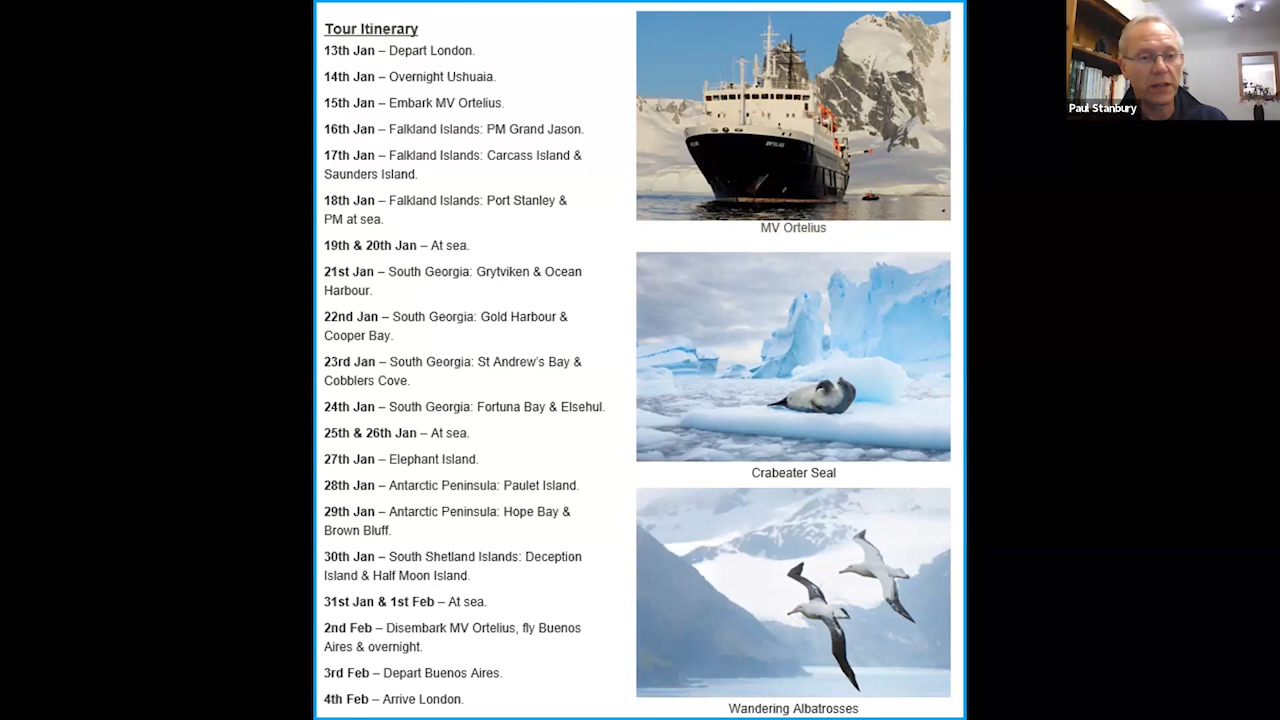 Tour Itinerary
13th Jan – Depart London.
14th Jan – Overnight Ushuaia.
15th Jan – Embark MV Ortelius.
16th Jan – Falkland Islands: PM Grand Jason.
17th Jan – Falkland Islands: Carcass Island &
Saunders Island.
18th Jan – Falkland Islands: Port Stanley &
PM at sea.
19th & 20th Jan – At sea.
21st Jan – South Georgia: Grytviken & Ocean
Harbour.
22nd Jan – South Georgia: Gold Harbour &
Cooper Bay.
23rd Jan – South Georgia: St Andrew's Bay &
Cobblers Cove.
24th Jan – South Georgia: Fortuna Bay & Elsehul.
25th & 26th Jan – At sea.
27th Jan – Elephant Island.
28th Jan – Antarctic Peninsula: Paulet Island.
29th Jan – Antarctic Peninsula: Hope Bay &
Brown Bluff.
30th Jan – South Shetland Islands: Deception
Island & Half Moon Island.
31st Jan & 1st Feb – At sea.
2nd Feb – Disembark MV Ortelius, fly Buenos
Aires & overnight.
3rd Feb – Depart Buenos Aires.
4th Feb – Arrive London.
MV Ortelius
Crabeater Seal
Wandering Albatrosses
Paul Stanbury